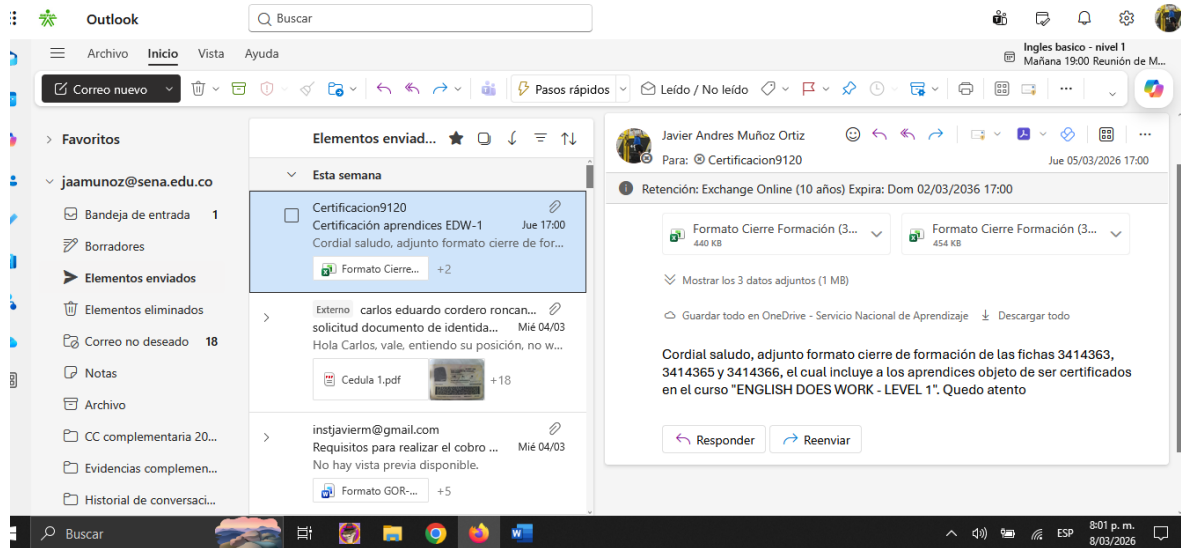 Outlook
Buscar
Archivo Inicio Vista Ayuda
Ingles basico - nivel 1
Mañana 19:00 Reunión de M...
Correo nuevo
Pasos rápidos
Leído / No leído
Favoritos
jaamunoz@sena.edu.co
Bandeja de entrada 1
Borradores
Elementos enviados
Elementos eliminados
Correo no deseado 18
Notas
Archivo
CC complementaria 20...
Evidencias complemen...
Historial de conversaci...
Elementos enviad...
Esta semana
Certificacion9120
Certificación aprendices EDW-1 Jue 17:00
Cordial saludo, adjunto formato cierre de for...
Formato Cierre... +2
Externo carlos eduardo cordero roncan...
solicitud documento de identida... Mié 04/03
Hola Carlos, vale, entiendo su posición, no w...
Cedula 1.pdf +18
instjavierm@gmail.com
Requisitos para realizar el cobro ... Mié 04/03
No hay vista previa disponible.
Formato GOR-... +5
Javier Andres Muñoz Ortiz
Para: Certificacion9120
Jue 05/03/2026 17:00
Retención: Exchange Online (10 años) Expira: Dom 02/03/2036 17:00
Formato Cierre Formación (3...
440 KB
Formato Cierre Formación (3...
454 KB
Mostrar los 3 datos adjuntos (1 MB)
Guardar todo en OneDrive - Servicio Nacional de Aprendizaje Descargar todo
Cordial saludo, adjunto formato cierre de formación de las fichas 3414363,
3414365 y 3414366, el cual incluye a los aprendices objeto de ser certificados
en el curso "ENGLISH DOES WORK - LEVEL 1". Quedo atento
Responder
Reenviar
Buscar
ESP
8:01 p. m.
8/03/2026